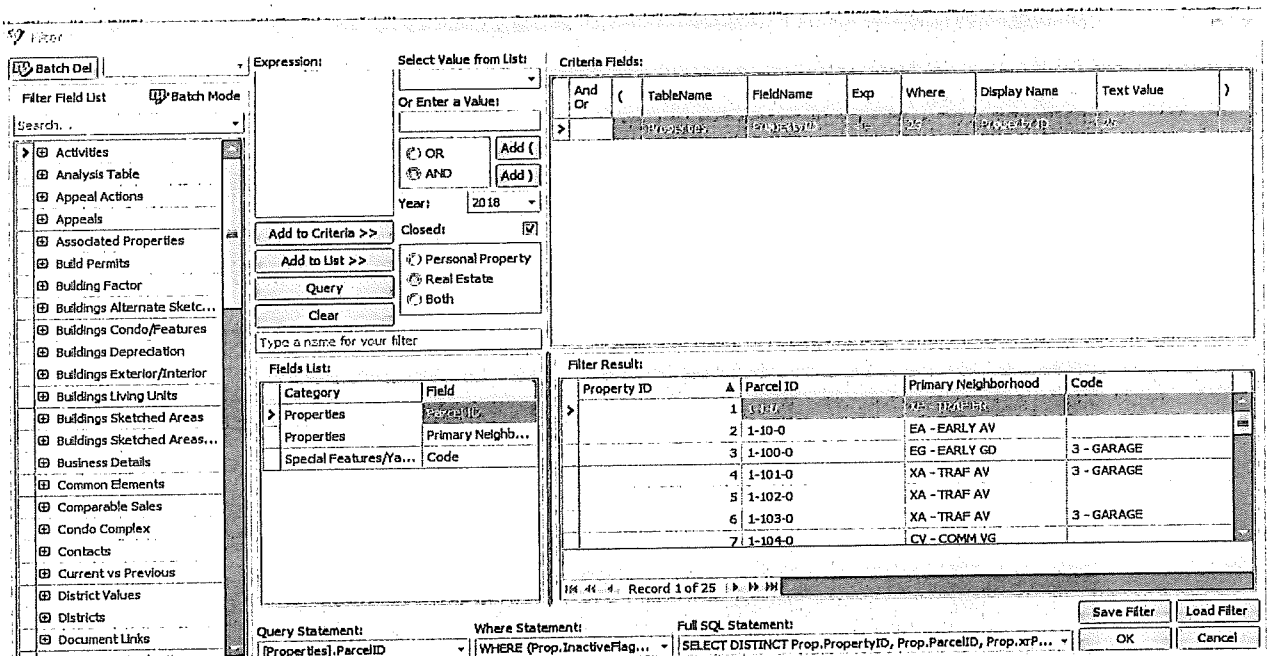 Filter
Batch Del
Filter Field List Batch Mode
Search. .
Activities
Analysis Table
Appeal Actions
Appeals
Associated Properties
Build Permits
Building Factor
Buildings Alternate Sketc...
Buildings Condo/Features
Buildings Depreciation
Buildings Exterior/Interior
Buildings Living Units
Buildings Sketched Areas
Buildings Sketched Areas...
Business Details
Common Elements
Comparable Sales
Condo Complex
Contacts
Current vs Previous
District Values
Districts
Document Links
Expression:
Select Value from List:
Or Enter a Value:
OR Add (
AND Add )
Year: 2018
Add to Criteria >> Closed:
Add to List >> Personal Property
Query Real Estate
Clear Both
Type a name for your filter
Criteria Fields:
And Or ( TableName FieldName Exp Where Display Name Text Value )
Properties 25 Property ID 25
Fields List:
Category Field
Properties Parcel ID
Properties Primary Neighb...
Special Features/Ya... Code
Filter Result:
Property ID Parcel ID Primary Neighborhood Code
1
2 1-10-0 EA - EARLY AV
3 1-100-0 EG - EARLY GD 3 - GARAGE
4 1-101-0 XA - TRAF AV 3 - GARAGE
5 1-102-0 XA - TRAF AV
6 1-103-0 XA - TRAF AV 3 - GARAGE
7 1-104-0 CV - COMM VG
Record 1 of 25
Save Filter Load Filter
Query Statement: Where Statement: Full SQL Statement:
[Properties].ParcelID WHERE (Prop.InactiveFlag... SELECT DISTINCT Prop.PropertyID, Prop.ParcelID, Prop.xrP... OK Cancel